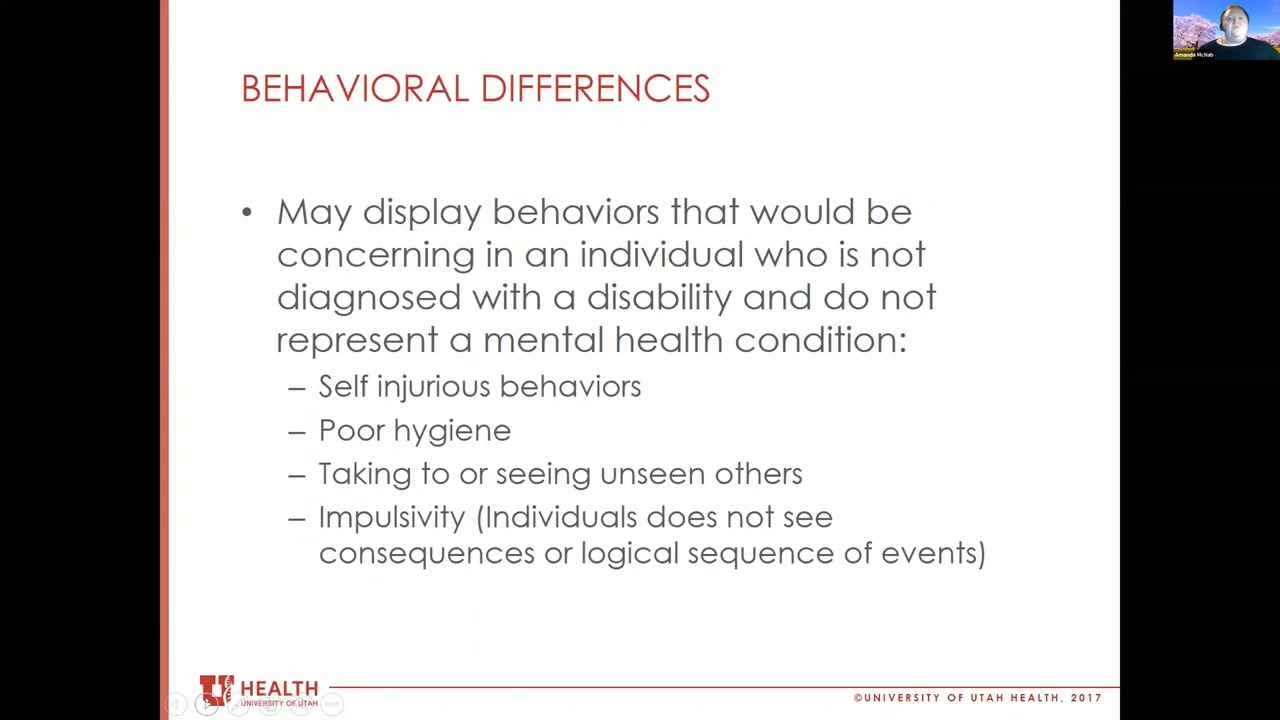 Amanda McNab
BEHAVIORAL DIFFERENCES
• May display behaviors that would be
concerning in an individual who is not
diagnosed with a disability and do not
represent a mental health condition:
– Self injurious behaviors
– Poor hygiene
– Taking to or seeing unseen others
– Impulsivity (Individuals does not see
consequences or logical sequence of events)
U HEALTH
UNIVERSITY OF UTAH
©UNIVERSITY OF UTAH HEALTH, 2017